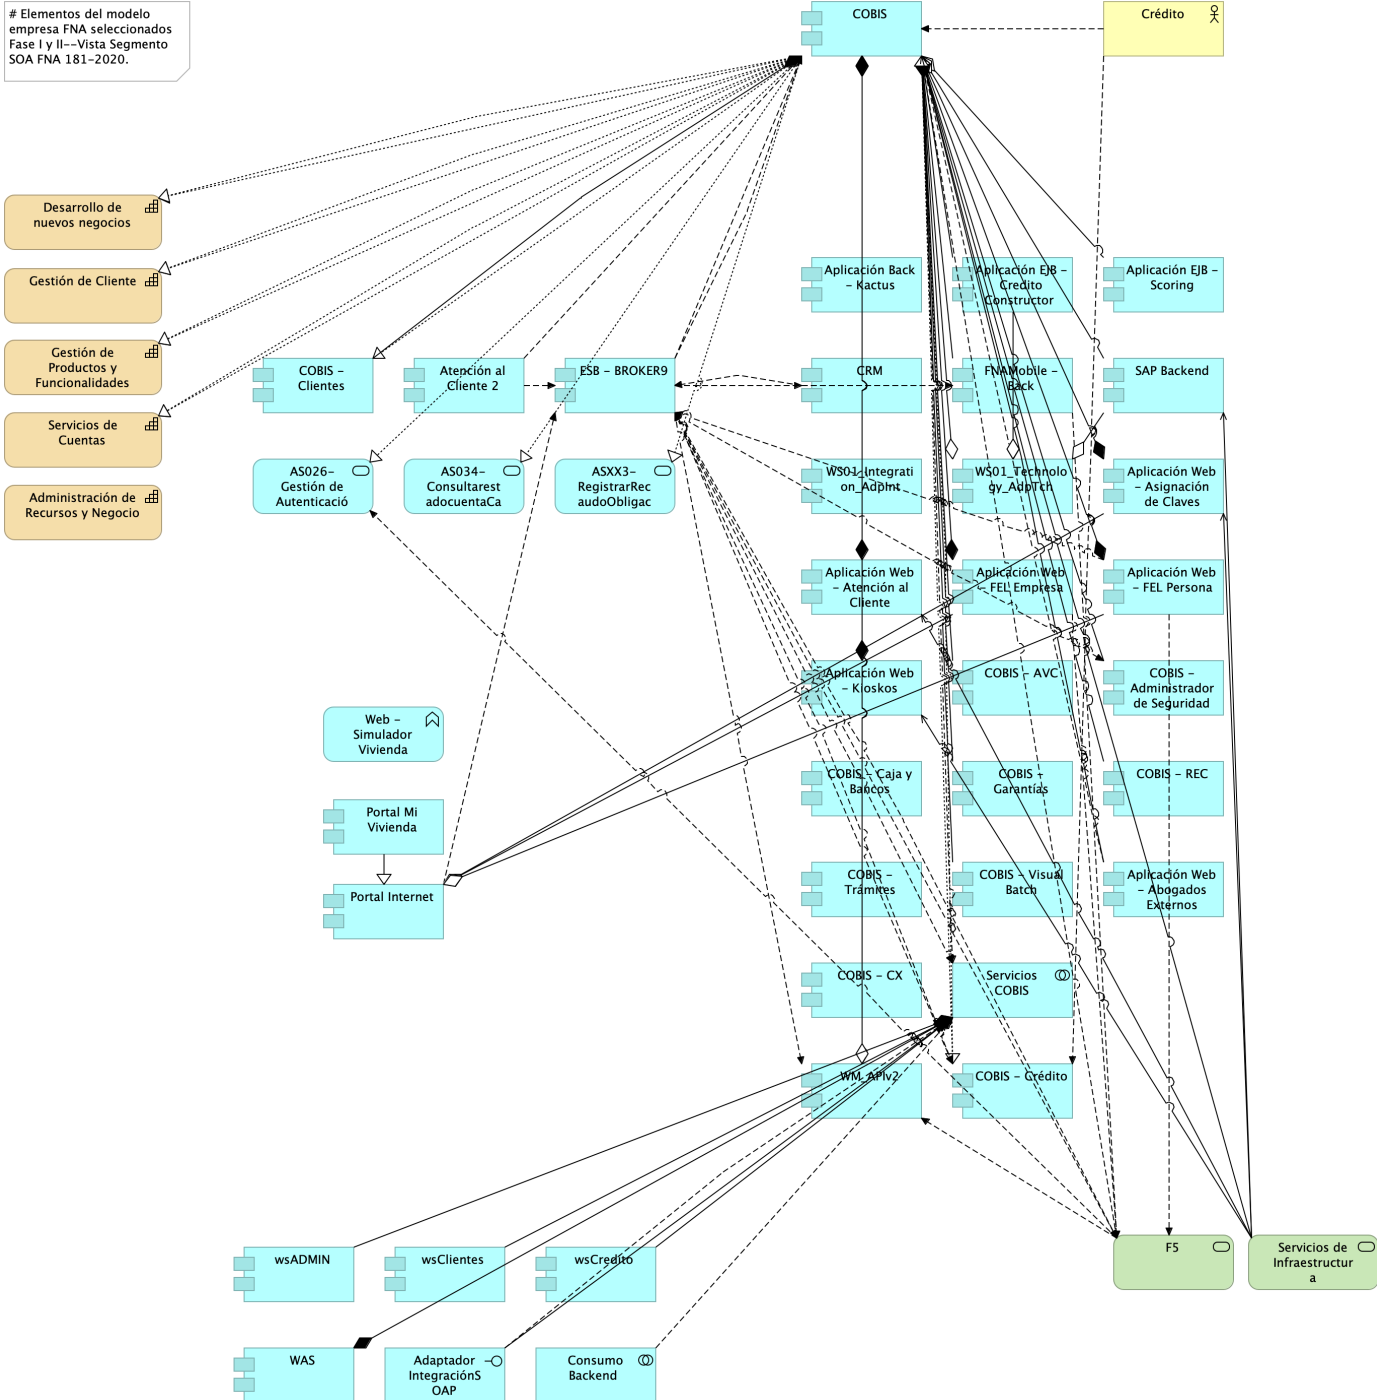 # Elementos del modelo
empresa FNA seleccionados
Fase I y II--Vista Segmento
SOA FNA 181-2020.
COBIS
Crédito
Desarrollo de
nuevos negocios
Gestión de Cliente
Gestión de
Productos y
Funcionalidades
Servicios de
Cuentas
Administración de
Recursos y Negocio
Aplicación Back
- Kactus
Aplicación EJB -
Credito
Constructor
Aplicación EJB -
Scoring
COBIS -
Clientes
Atención al
Cliente 2
ESB - BROKER9
CRM
FNAMobile -
Back
SAP Backend
AS026-
Gestión de
Autenticació
AS034-
Consultarest
adocuentaCa
ASXX3-
RegistrarRec
audoObligac
WS01_Integrati
on_AdpInt
WS01_Technolo
gy_AdpTch
Aplicación Web
- Asignación
de Claves
Aplicación Web
- Atención al
Cliente
Aplicación Web
- FEL Empresa
Aplicación Web
- FEL Persona
Aplicación Web
- Kioskos
COBIS - AVC
COBIS -
Administrador
de Seguridad
Web -
Simulador
Vivienda
COBIS - Caja y
Bancos
COBIS -
Garantías
COBIS - REC
Portal Mi
Vivienda
Portal Internet
COBIS -
Trámites
COBIS - Visual
Batch
Aplicación Web
- Abogados
Externos
COBIS - CX
Servicios
COBIS
WM_APIv2
COBIS - Crédito
wsADMIN
wsClientes
wsCredito
F5
Servicios de
Infraestructur
a
WAS
Adaptador
IntegraciónS
OAP
Consumo
Backend